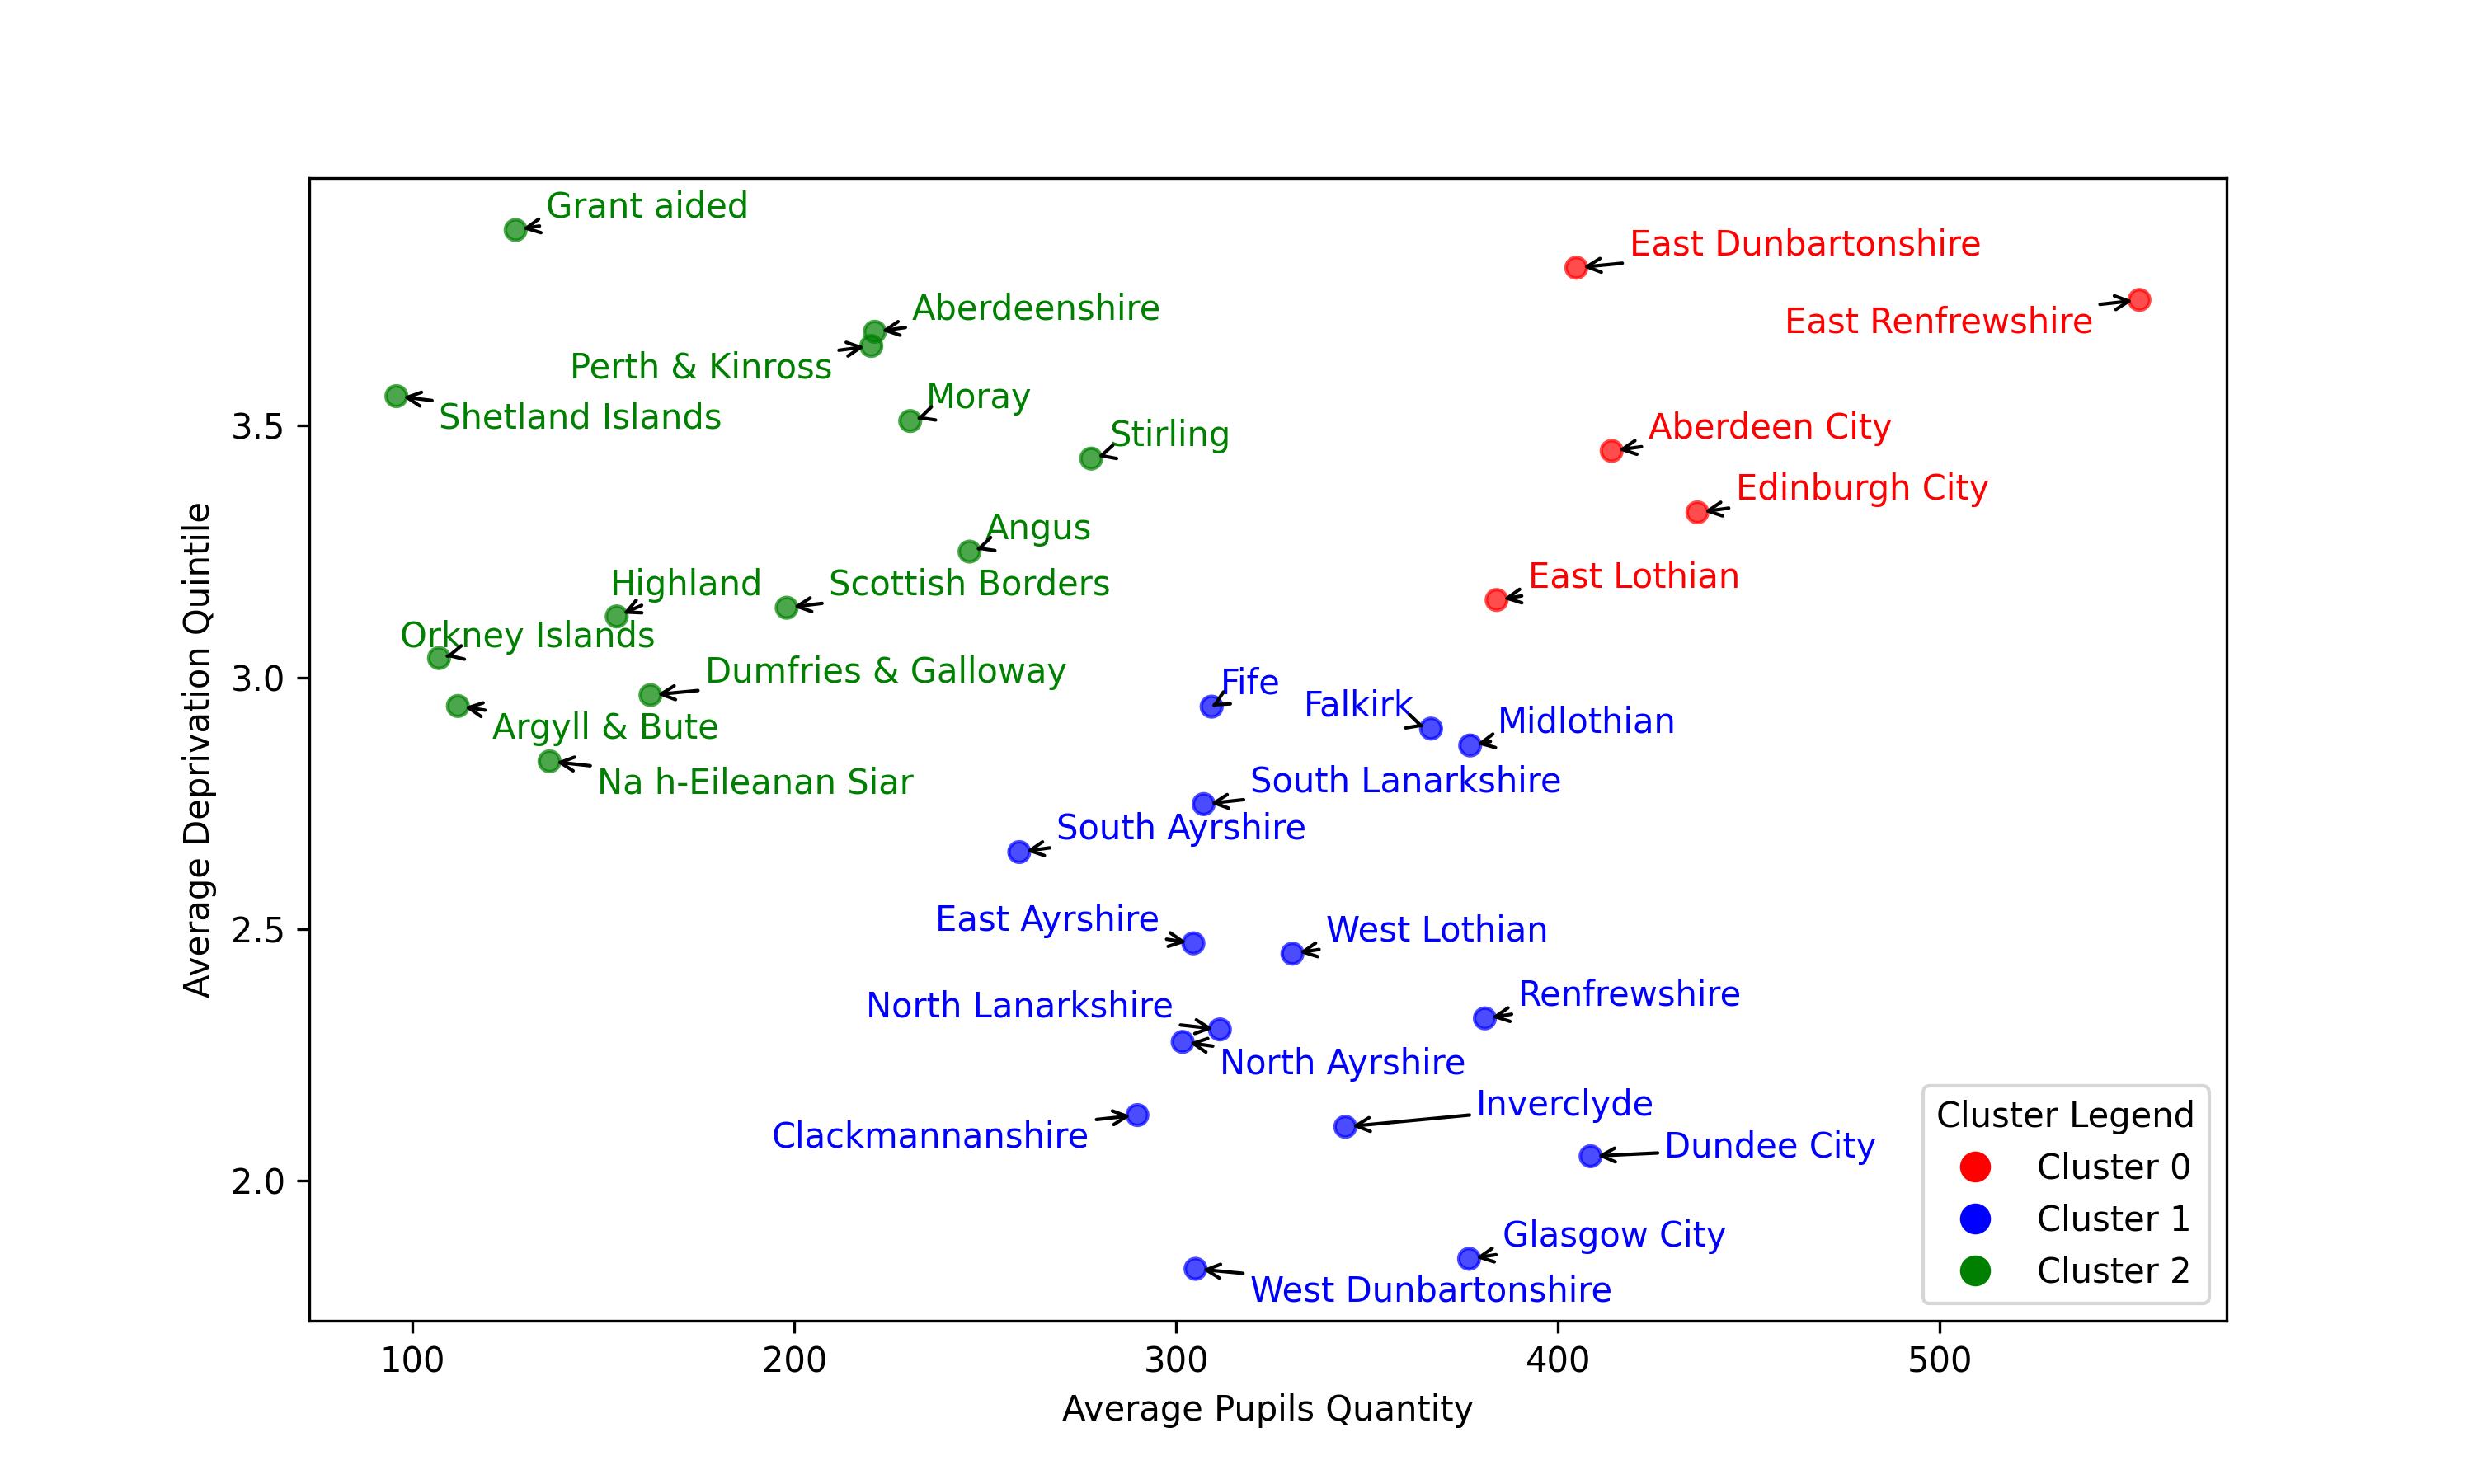 Grant aided
East Dunbartonshire
Aberdeenshire
East Renfrewshire
Perth & Kinross
Moray
Shetland Islands
Stirling
Aberdeen City
Edinburgh City
Angus
Highland
Scottish Borders
East Lothian
Orkney Islands
Dumfries & Galloway
Fife
Falkirk
Midlothian
Argyll & Bute
Na h-Eileanan Siar
South Lanarkshire
South Ayrshire
East Ayrshire
West Lothian
North Lanarkshire
Renfrewshire
North Ayrshire
Inverclyde
Clackmannanshire
Dundee City
Glasgow City
West Dunbartonshire
Cluster Legend
Cluster 0
Cluster 1
Cluster 2
Average Deprivation Quintile
3.5
3.0
2.5
2.0
100 200 300 400 500
Average Pupils Quantity